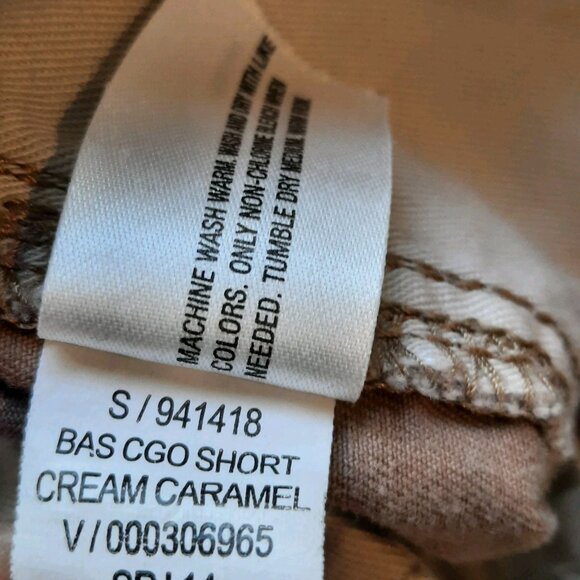 MACHINE WASH WARM. WASH AND DRY WITH LIKE
COLORS. ONLY NON-CHLORINE BLEACH WHEN
NEEDED. TUMBLE DRY MEDIUM. WARM IRON.
S / 941418
BAS CGO SHORT
CREAM CARAMEL
V / 000306965